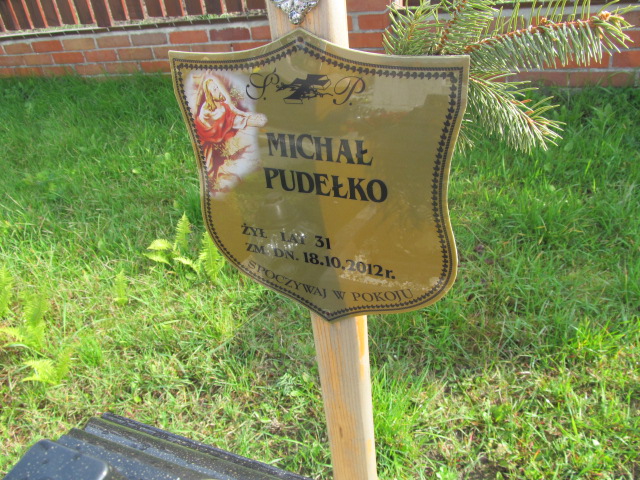 Ś. P.
MICHAŁ
PUDEŁKO
ŻYŁ LAT 31
ZM. DN. 18.10.2012 r.
SPOCZYWAJ W POKOJU